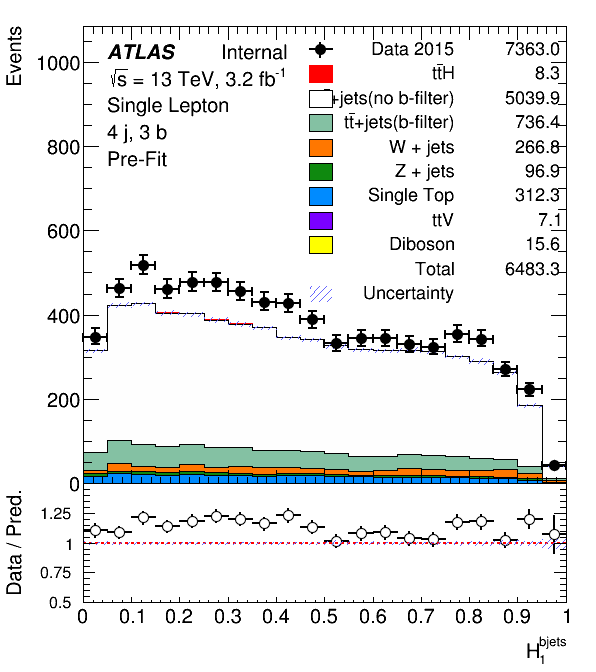 Events
1000
800
600
400
200
0
ATLAS Internal
√s = 13 TeV, 3.2 fb-1
Single Lepton
4 j, 3 b
Pre-Fit
Data 2015 7363.0
tt̄H 8.3
+jets(no b-filter) 5039.9
tt̄+jets(b-filter) 736.4
W + jets 266.8
Z + jets 96.9
Single Top 312.3
ttV 7.1
Diboson 15.6
Total 6483.3
Uncertainty
Data / Pred.
1.25
1
0.75
0.5
0 0.1 0.2 0.3 0.4 0.5 0.6 0.7 0.8 0.9 1
H1bjets